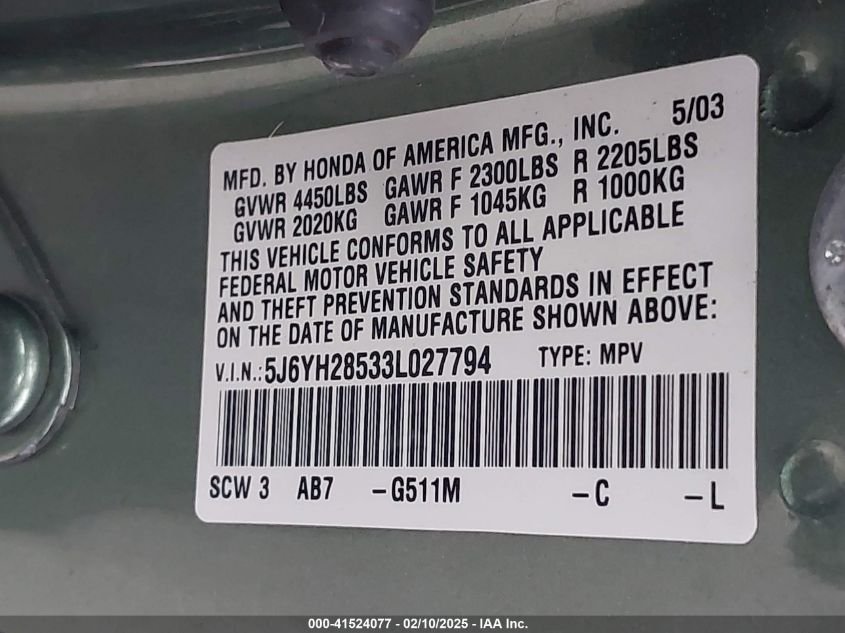 MFD. BY HONDA OF AMERICA MFG., INC. 5/03
GVWR 4450LBS GAWR F 2300LBS R 2205LBS
GVWR 2020KG GAWR F 1045KG R 1000KG
THIS VEHICLE CONFORMS TO ALL APPLICABLE
FEDERAL MOTOR VEHICLE SAFETY
AND THEFT PREVENTION STANDARDS IN EFFECT
ON THE DATE OF MANUFACTURE SHOWN ABOVE:
V.I.N.: 5J6YH28533L027794 TYPE: MPV
SCW 3 AB7 -G511M -C -L
000-41524077 - 02/10/2025 - IAA Inc.